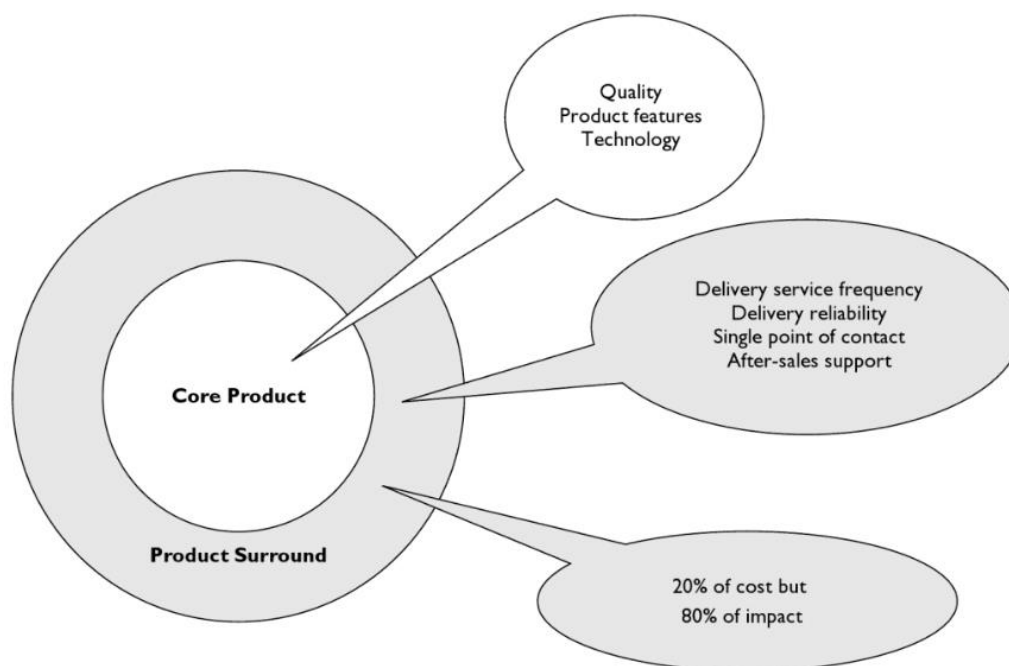 Quality
Product features
Technology
Delivery service frequency
Delivery reliability
Single point of contact
After-sales support
Core Product
Product Surround
20% of cost but
80% of impact